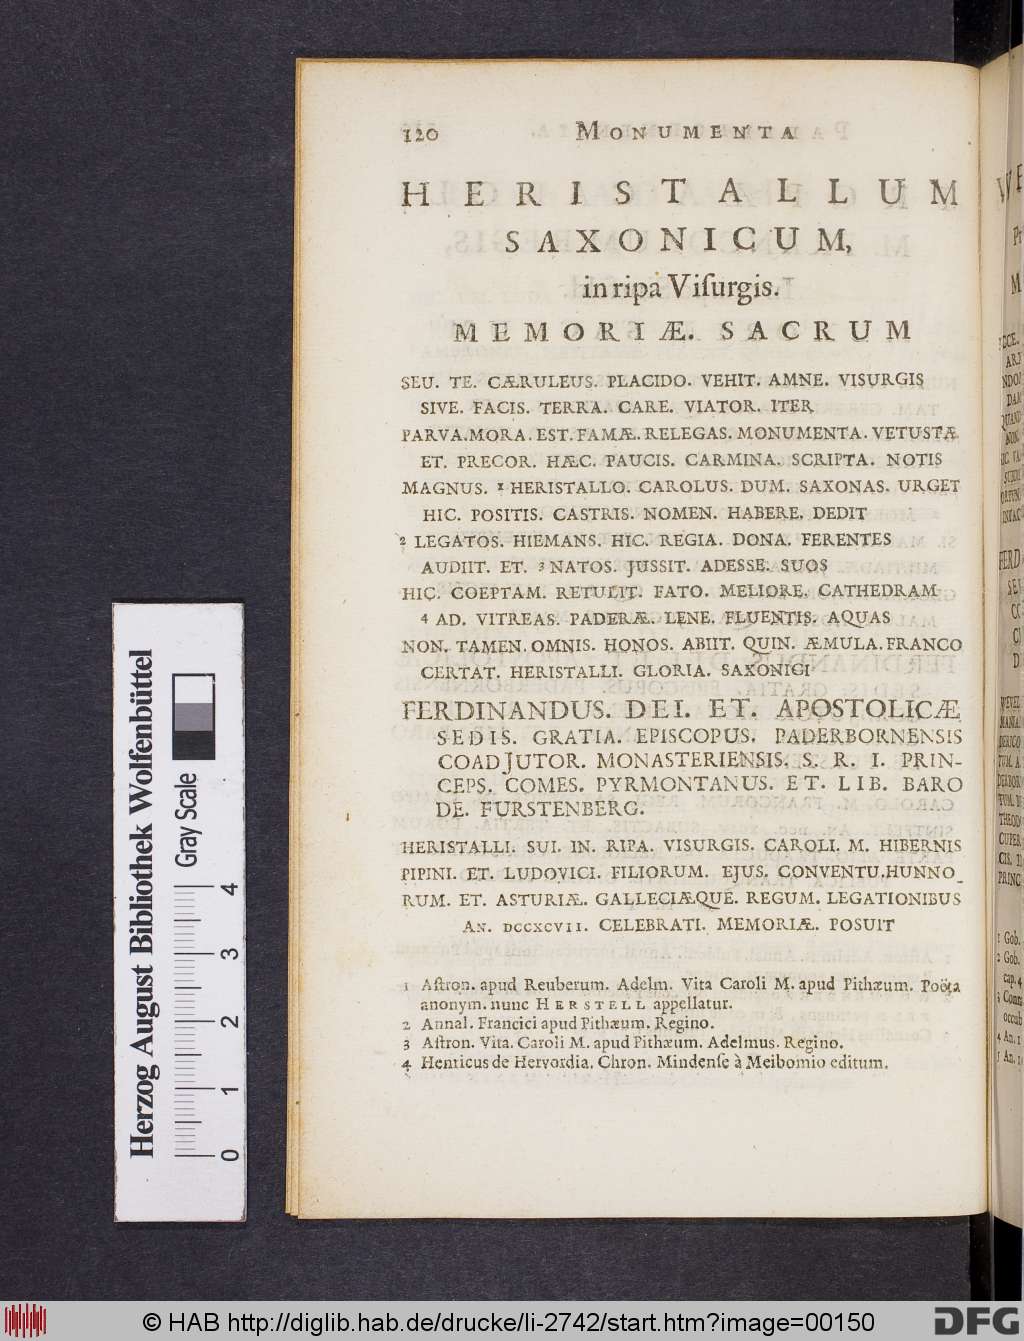 120 MONUMENTA
HERISTALLUM
SAXONICUM,
in ripa Viſurgis.
MEMORIÆ. SACRUM
SEU. TE. CÆRULEUS. PLACIDO. VEHIT. AMNE. VISURGIS
SIVE. FACIS. TERRA. CARE. VIATOR. ITER
PARVA. MORA. EST. FAMÆ. RELEGAS. MONUMENTA. VETUSTÆ
ET. PRECOR. HÆC. PAUCIS. CARMINA. SCRIPTA. NOTIS
MAGNUS. 1 HERISTALLO. CAROLUS. DUM. SAXONAS. URGET
HIC. POSITIS. CASTRIS. NOMEN. HABERE. DEDIT
2 LEGATOS. HIEMANS. HIC. REGIA. DONA. FERENTES
AUDIIT. ET. 3 NATOS. JUSSIT. ADESSE. SUOS
HIC. COEPTAM. RETULIT. FATO. MELIORE. CATHEDRAM
4 AD. VITREAS. PADERÆ. LENE. FLUENTIS. AQUAS
NON. TAMEN. OMNIS. HONOS. ABIIT. QUIN. ÆMULA. FRANCO
CERTAT. HERISTALLI. GLORIA. SAXONICI
FERDINANDUS. DEI. ET. APOSTOLICÆ
SEDIS. GRATIA. EPISCOPUS. PADERBORNENSIS
COADJUTOR. MONASTERIENSIS. S. R. I. PRIN-
CEPS. COMES. PYRMONTANUS. ET. LIB. BARO
DE. FURSTENBERG.
HERISTALLI. SUI. IN. RIPA. VISURGIS. CAROLI. M. HIBERNIS
PIPINI. ET. LUDOVICI. FILIORUM. EJUS. CONVENTU. HUNNO-
RUM. ET. ASTURIÆ. GALLECIÆQUE. REGUM. LEGATIONIBUS
AN. DCCXCVII. CELEBRATI. MEMORIÆ. POSUIT
1 Aſtron. apud Reuberum. Adelm. Vita Caroli M. apud Pithæum. Poëta
anonym. nunc HERSTELL appellatur.
2 Annal. Francici apud Pithæum. Regino.
3 Aſtron. Vita. Caroli M. apud Pithæum. Adelmus. Regino.
4 Henricus de Hervordia. Chron. Mindenſe à Meibomio editum.
Herzog August Bibliothek Wolfenbüttel
Gray Scale
0 1 2 3 4
© HAB http://diglib.hab.de/drucke/li-2742/start.htm?image=00150
DFG